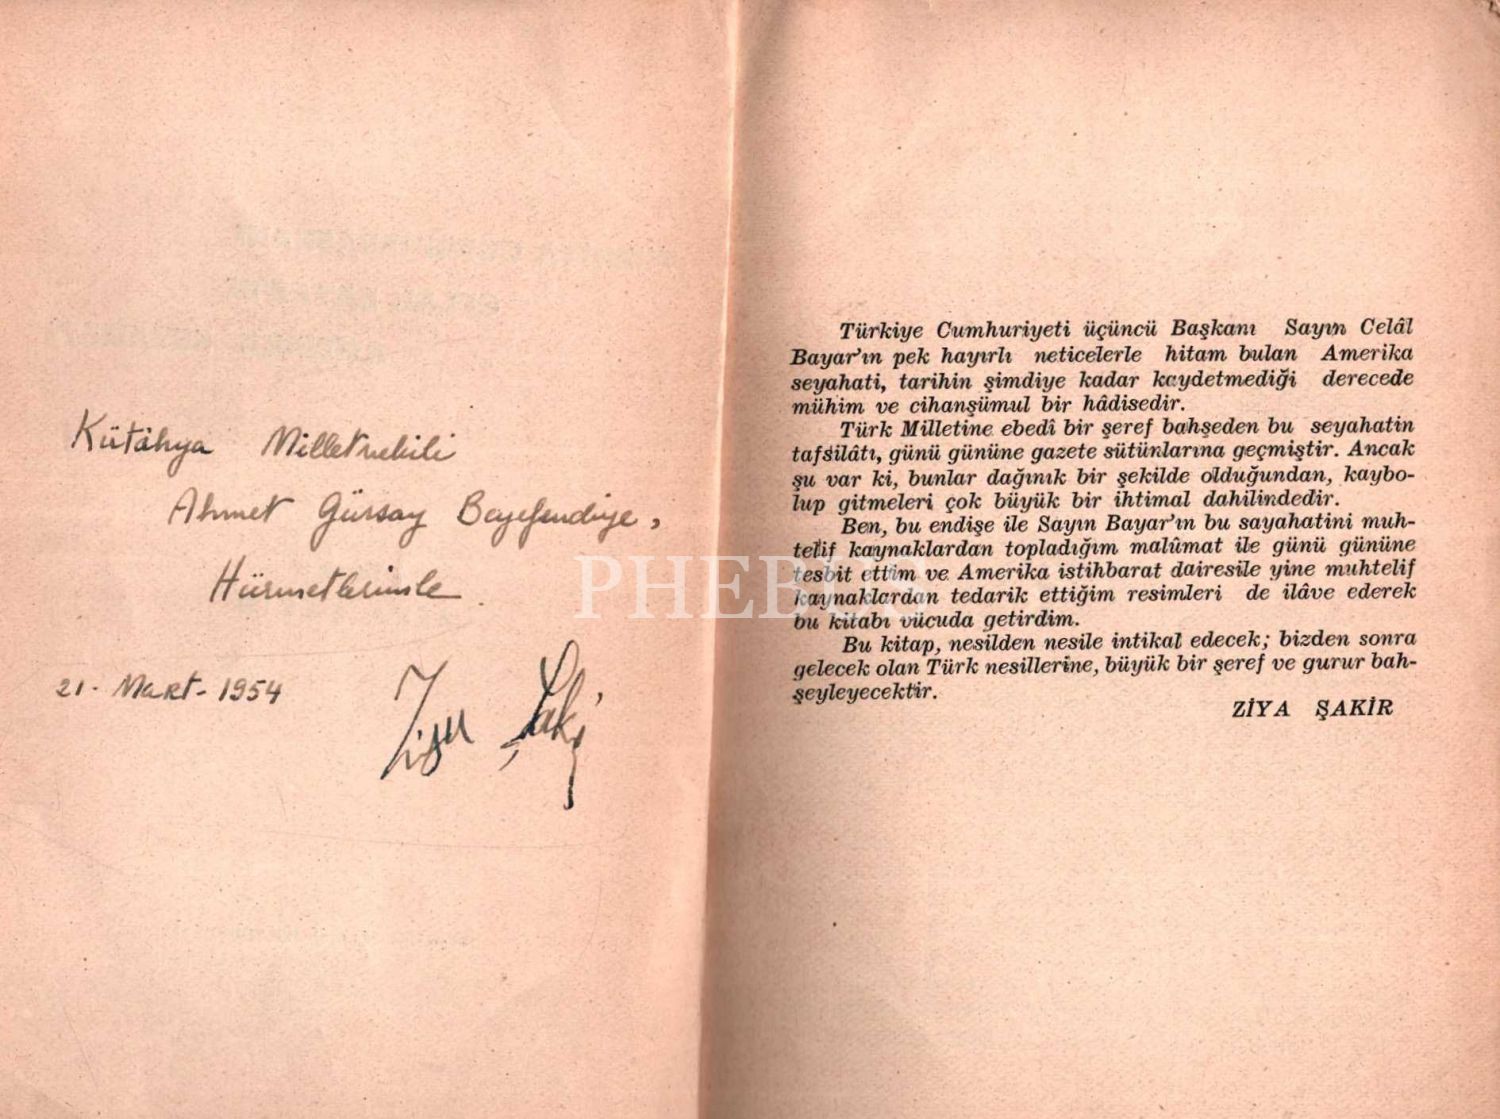 Kütâhya Milletvekili
Ahmet Gürsay Beyefendiye,
Hürmetlerimle.
21. Mart. 1954
Ziya Şakir
Türkiye Cumhuriyeti üçüncü Başkanı Sayın Celâl
Bayar'ın pek hayırlı neticelerle hitam bulan Amerika
seyahati, tarihin şimdiye kadar kaydetmediği derecede
mühim ve cihanşümul bir hâdisedir.
Türk Milletine ebedî bir şeref bahşeden bu seyahatin
tafsilâtı, günü gününe gazete sütünlarına geçmiştir. Ancak
şu var ki, bunlar dağınık bir şekilde olduğundan, kaybo-
lup gitmeleri çok büyük bir ihtimal dahilindedir.
Ben, bu endişe ile Sayın Bayar'ın bu sayahatini muh-
telif kaynaklardan topladığım malûmat ile günü gününe
tesbit ettim ve Amerika istihbarat dairesile yine muhtelif
kaynaklardan tedarik ettiğim resimleri de ilâve ederek
bu kitabı vücuda getirdim.
Bu kitap, nesilden nesile intikal edecek; bizden sonra
gelecek olan Türk nesillerine, büyük bir şeref ve gurur bah-
şeyleyecektir.
ZİYA ŞAKİR
PHEBUS